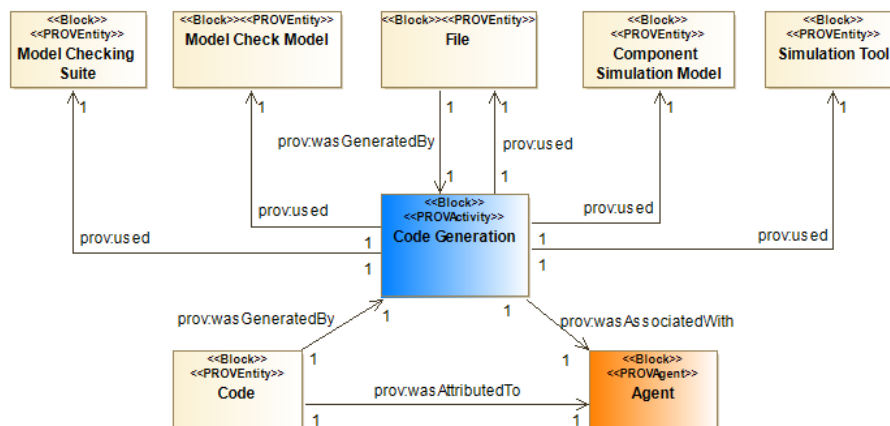 <<Block>>
<<PROVEntity>>
Model Checking
Suite
<<Block>><<PROVEntity>>
Model Check Model
<<Block>><<PROVEntity>>
File
<<Block>>
<<PROVEntity>>
Component
Simulation Model
<<Block>>
<<PROVEntity>>
Simulation Tool
1
1
1
1
1
1
prov:wasGeneratedBy
prov:used
1
1
<<Block>>
<<PROVActivity>>
Code Generation
prov:used
prov:used
prov:used
prov:used
1
1
1
1
prov:wasGeneratedBy
1
1
prov:wasAssociatedWith
1
1
<<Block>>
<<PROVEntity>>
Code
prov:wasAttributedTo
1
1
<<Block>>
<<PROVAgent>>
Agent